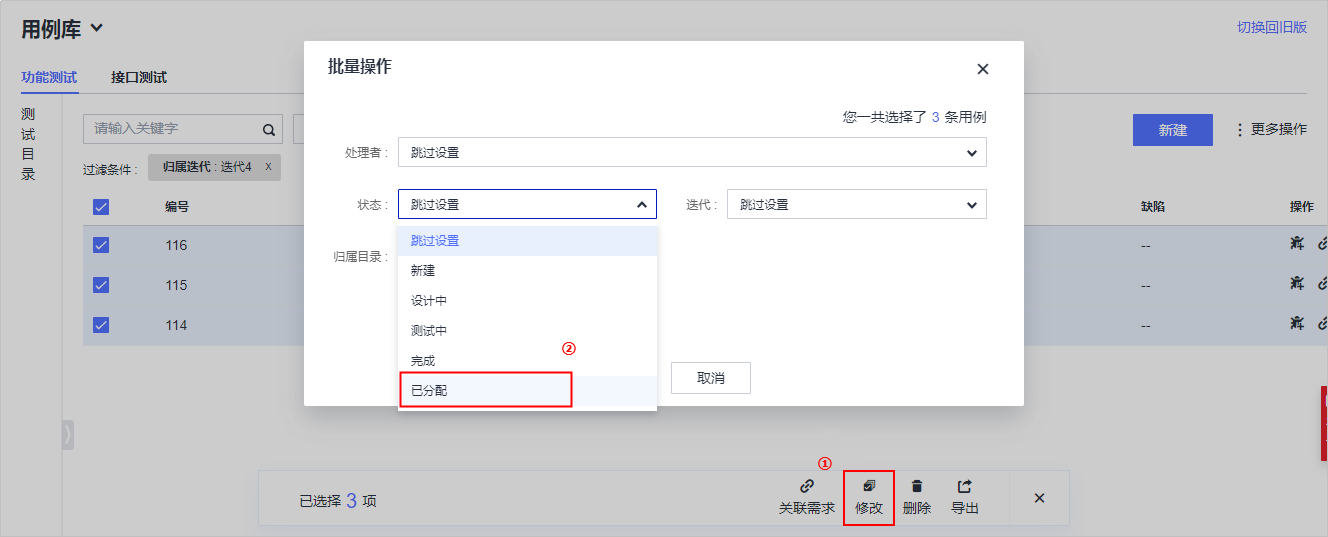 用例库
切换回旧版
功能测试 接口测试
批量操作
测试目录
请输入关键字
您一共选择了 3 条用例
新建
更多操作
处理者 : 跳过设置
过滤条件 : 归属迭代 : 迭代4 x
状态 : 跳过设置
迭代 : 跳过设置
编号 缺陷 操作
116 --
115 --
114 --
归属目录 :
跳过设置
新建
设计中
测试中
完成
②
已分配
取消
①
已选择 3 项
关联需求 修改 删除 导出